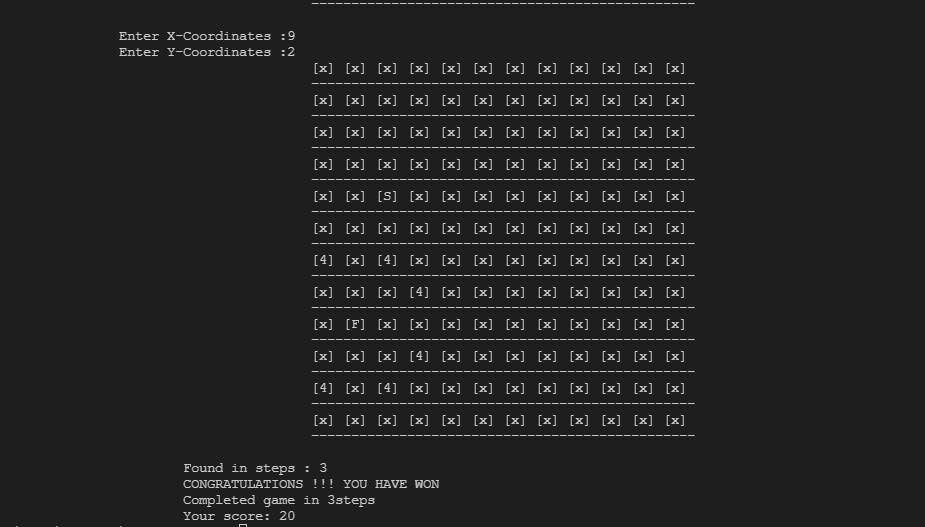 ------------------------------------------------
Enter X-Coordinates :9
Enter Y-Coordinates :2
[x] [x] [x] [x] [x] [x] [x] [x] [x] [x] [x] [x]
------------------------------------------------
[x] [x] [x] [x] [x] [x] [x] [x] [x] [x] [x] [x]
------------------------------------------------
[x] [x] [x] [x] [x] [x] [x] [x] [x] [x] [x] [x]
------------------------------------------------
[x] [x] [x] [x] [x] [x] [x] [x] [x] [x] [x] [x]
------------------------------------------------
[x] [x] [S] [x] [x] [x] [x] [x] [x] [x] [x] [x]
------------------------------------------------
[x] [x] [x] [x] [x] [x] [x] [x] [x] [x] [x] [x]
------------------------------------------------
[4] [x] [4] [x] [x] [x] [x] [x] [x] [x] [x] [x]
------------------------------------------------
[x] [x] [x] [4] [x] [x] [x] [x] [x] [x] [x] [x]
------------------------------------------------
[x] [F] [x] [x] [x] [x] [x] [x] [x] [x] [x] [x]
------------------------------------------------
[x] [x] [x] [4] [x] [x] [x] [x] [x] [x] [x] [x]
------------------------------------------------
[4] [x] [4] [x] [x] [x] [x] [x] [x] [x] [x] [x]
------------------------------------------------
[x] [x] [x] [x] [x] [x] [x] [x] [x] [x] [x] [x]
------------------------------------------------
Found in steps : 3
CONGRATULATIONS !!! YOU HAVE WON
Completed game in 3steps
Your score: 20